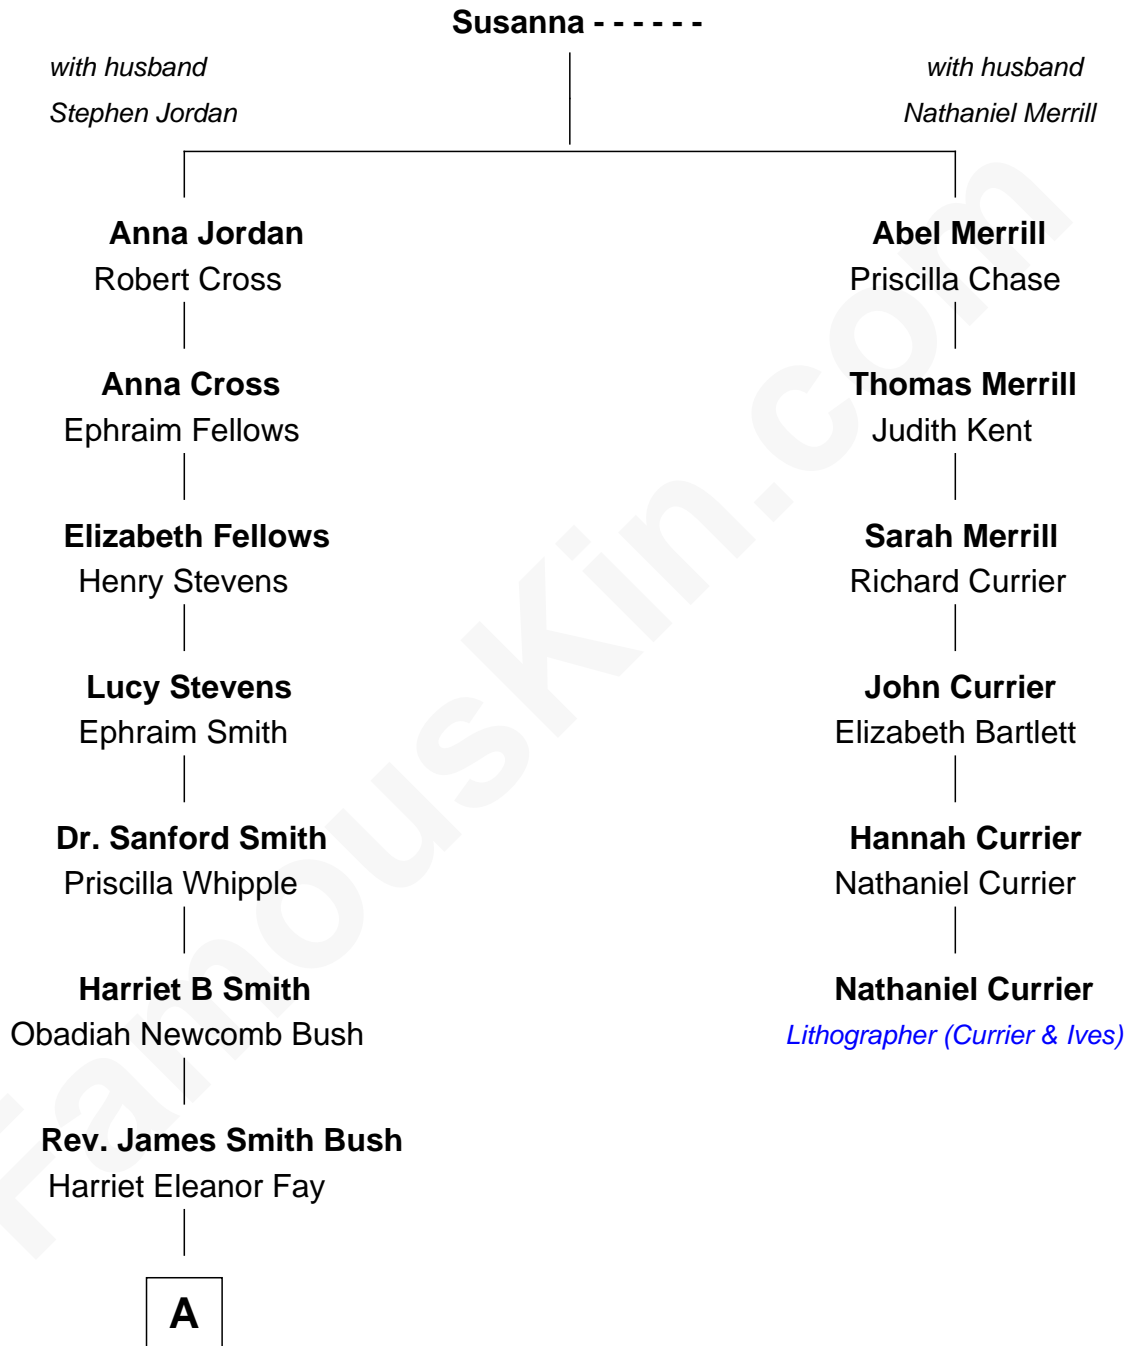 Susanna - - - - - -
with husband
Stephen Jordan
with husband
Nathaniel Merrill
Anna Jordan
Robert Cross
Abel Merrill
Priscilla Chase
Anna Cross
Ephraim Fellows
Thomas Merrill
Judith Kent
Elizabeth Fellows
Henry Stevens
Sarah Merrill
Richard Currier
Lucy Stevens
Ephraim Smith
John Currier
Elizabeth Bartlett
Dr. Sanford Smith
Priscilla Whipple
Hannah Currier
Nathaniel Currier
Harriet B Smith
Obadiah Newcomb Bush
Nathaniel Currier
Lithographer (Currier & Ives)
Rev. James Smith Bush
Harriet Eleanor Fay
A
FamousKin.com